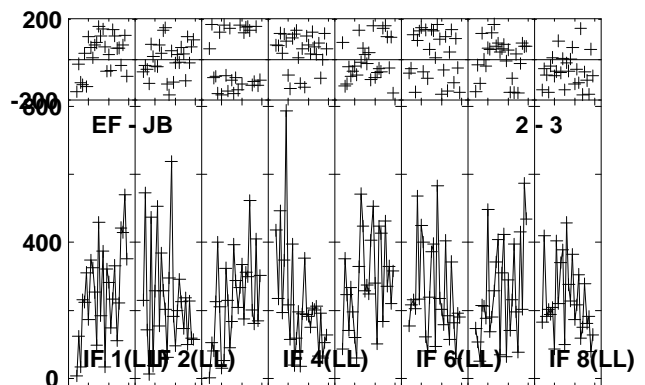 200
-200
800
EF - JB 2 - 3
400
0
IF 1(LL) IF 2(LL) IF 4(LL) IF 6(LL) IF 8(LL)